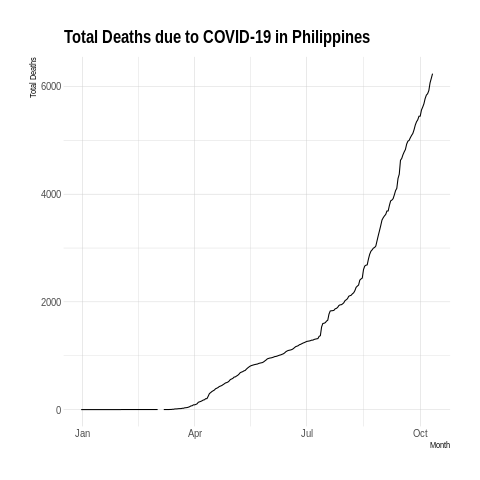 Total Deaths due to COVID-19 in Philippines
Total Deaths
6000
4000
2000
0
Jan Apr Jul Oct
Month